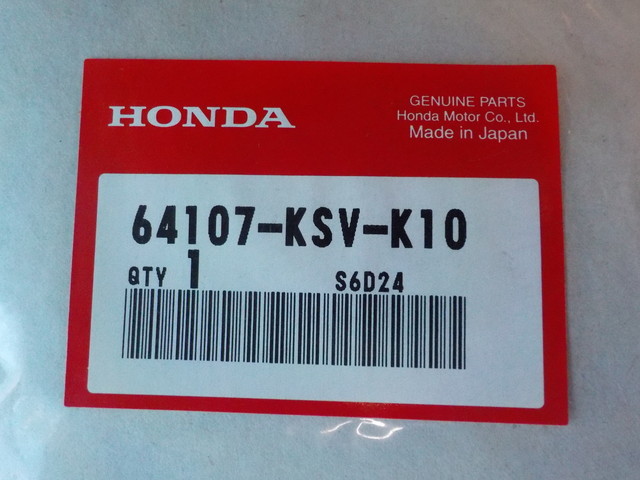 HONDA
GENUINE PARTS
Honda Motor Co., Ltd.
Made in Japan
64107-KSV-K10
QTY 1 S6D24